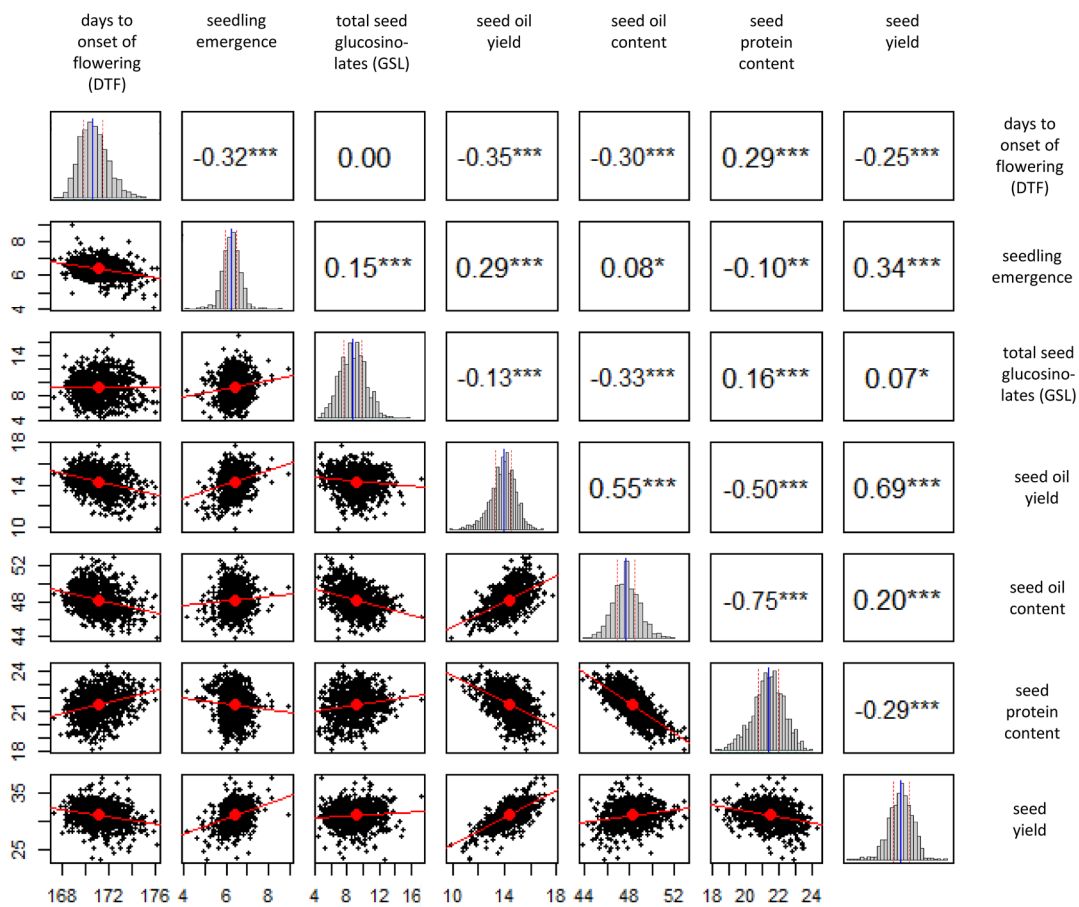 days to
onset of
flowering
(DTF)
seedling
emergence
total seed
glucosino-
lates (GSL)
seed oil
yield
seed oil
content
seed
protein
content
seed
yield
-0.32*** 0.00 -0.35*** -0.30*** 0.29*** -0.25***
days to
onset of
flowering
(DTF)
4 6 8
0.15*** 0.29*** 0.08* -0.10** 0.34***
seedling
emergence
4 8 14
-0.13*** -0.33*** 0.16*** 0.07*
total seed
glucosino-
lates (GSL)
10 14 18
0.55*** -0.50*** 0.69***
seed oil
yield
44 48 52
-0.75*** 0.20***
seed oil
content
18 21 24
-0.29***
seed
protein
content
25 35
seed
yield
168 172 176 4 6 8 4 8 12 16 10 14 18 44 48 52 18 20 22 24